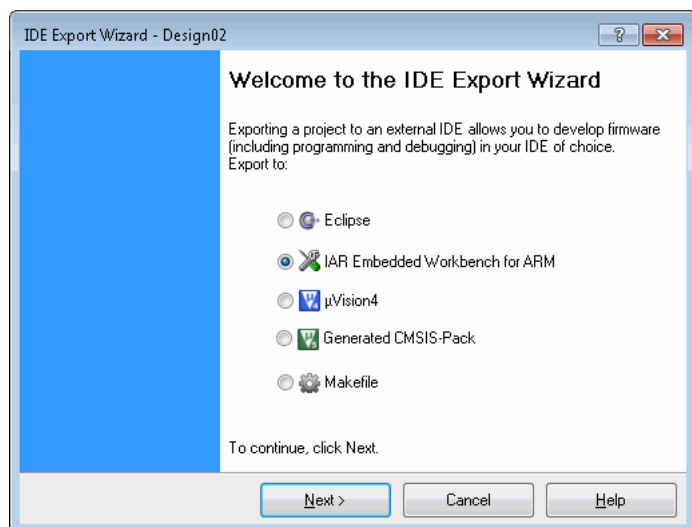 IDE Export Wizard - Design02
Welcome to the IDE Export Wizard
Exporting a project to an external IDE allows you to develop firmware
(including programming and debugging) in your IDE of choice.
Export to:
Eclipse
IAR Embedded Workbench for ARM
µVision4
Generated CMSIS-Pack
Makefile
To continue, click Next.
Next >
Cancel
Help